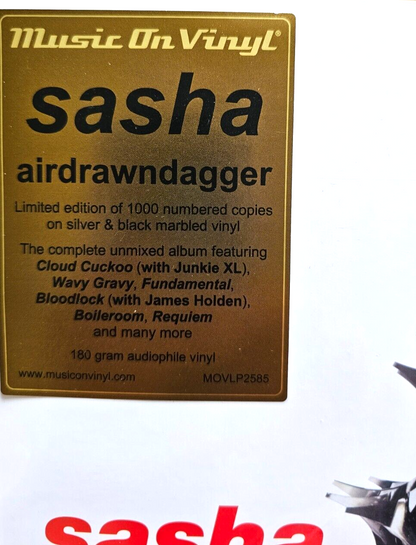 Music On Vinyl®
sasha
airdrawndagger
Limited edition of 1000 numbered copies
on silver & black marbled vinyl
The complete unmixed album featuring
Cloud Cuckoo (with Junkie XL),
Wavy Gravy, Fundamental,
Bloodlock (with James Holden),
Boileroom, Requiem
and many more
180 gram audiophile vinyl
www.musiconvinyl.com MOVLP2585
sasha